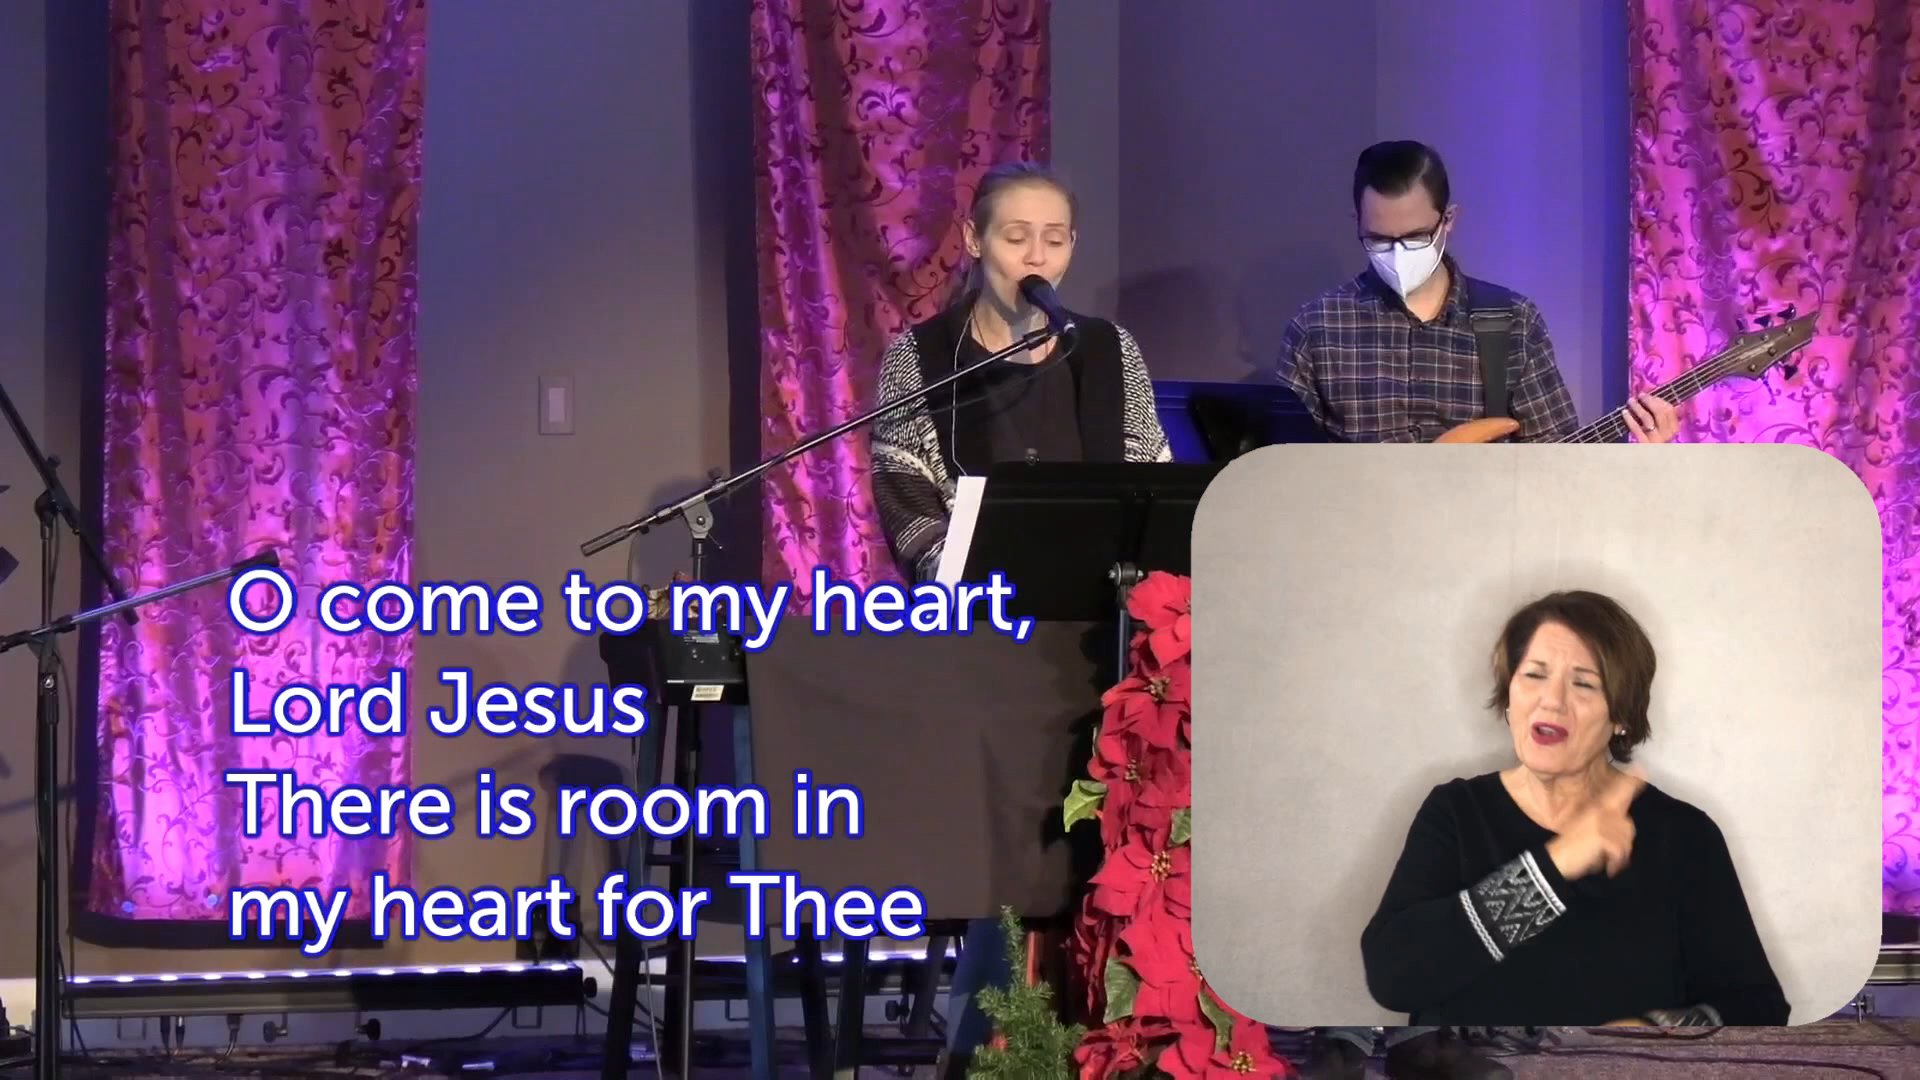 O come to my heart,
Lord Jesus
There is room in
my heart for Thee